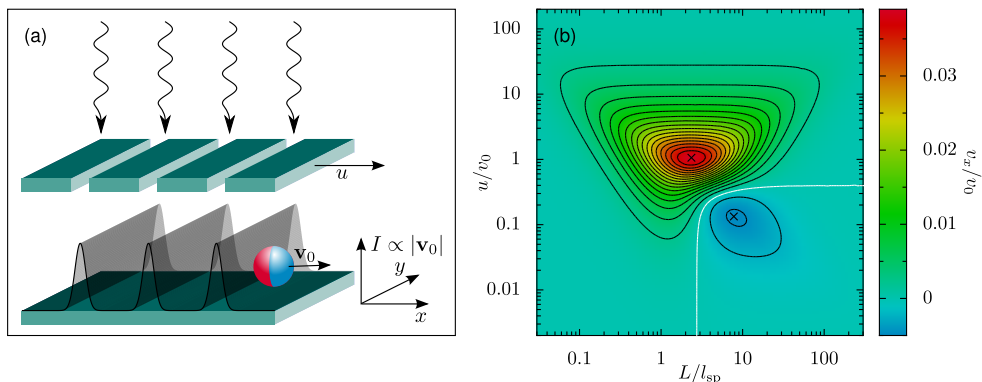 (a)
u
v₀
I ∝ |v₀|
y
x
(b)
u/v₀
100
10
1
0.1
0.01
0.1
1
10
100
L/lₛₚ
0.03
0.02
0.01
0
vₓ/v₀